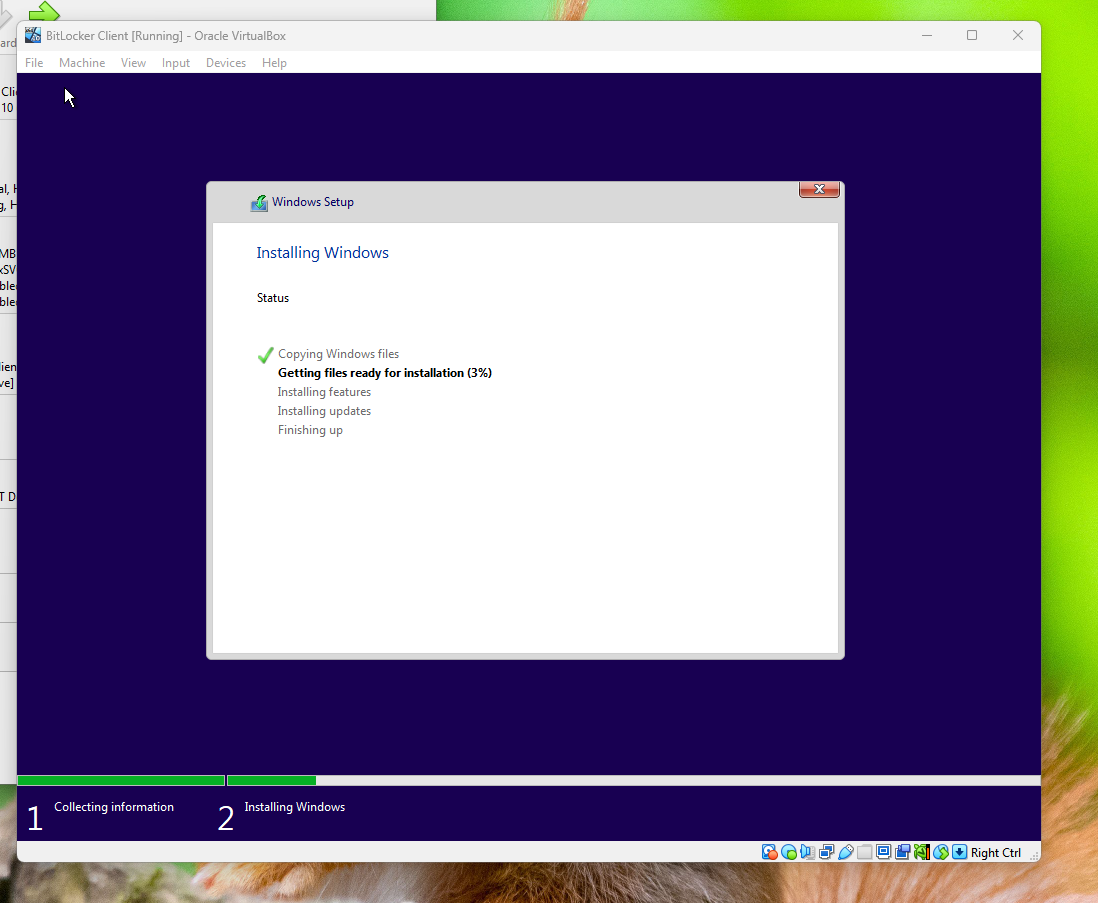 ard
BitLocker Client [Running] - Oracle VirtualBox
File Machine View Input Devices Help
Clie
10
al, H
g, H
MB
xSV
ble
ble
lien
ve]
T D
Windows Setup
Installing Windows
Status
Copying Windows files
Getting files ready for installation (3%)
Installing features
Installing updates
Finishing up
1 Collecting information
2 Installing Windows
Right Ctrl